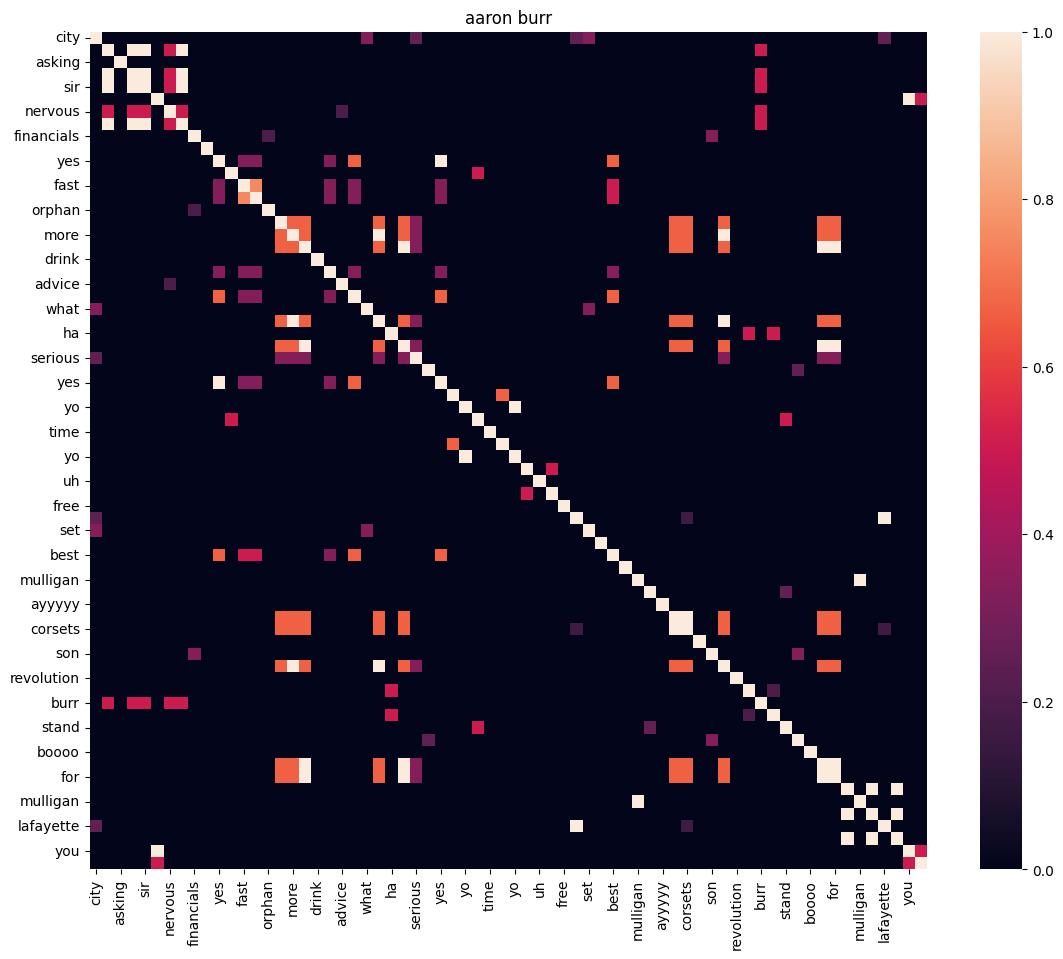 aaron burr
city
asking
sir
nervous
financials
yes
fast
orphan
more
drink
advice
what
ha
serious
yes
yo
time
yo
uh
free
set
best
mulligan
ayyyyy
corsets
son
revolution
burr
stand
boooo
for
mulligan
lafayette
you
1.0
0.8
0.6
0.4
0.2
0.0
city
asking
sir
nervous
financials
yes
fast
orphan
more
drink
advice
what
ha
serious
yes
yo
time
yo
uh
free
set
best
mulligan
ayyyyy
corsets
son
revolution
burr
stand
boooo
for
mulligan
lafayette
you